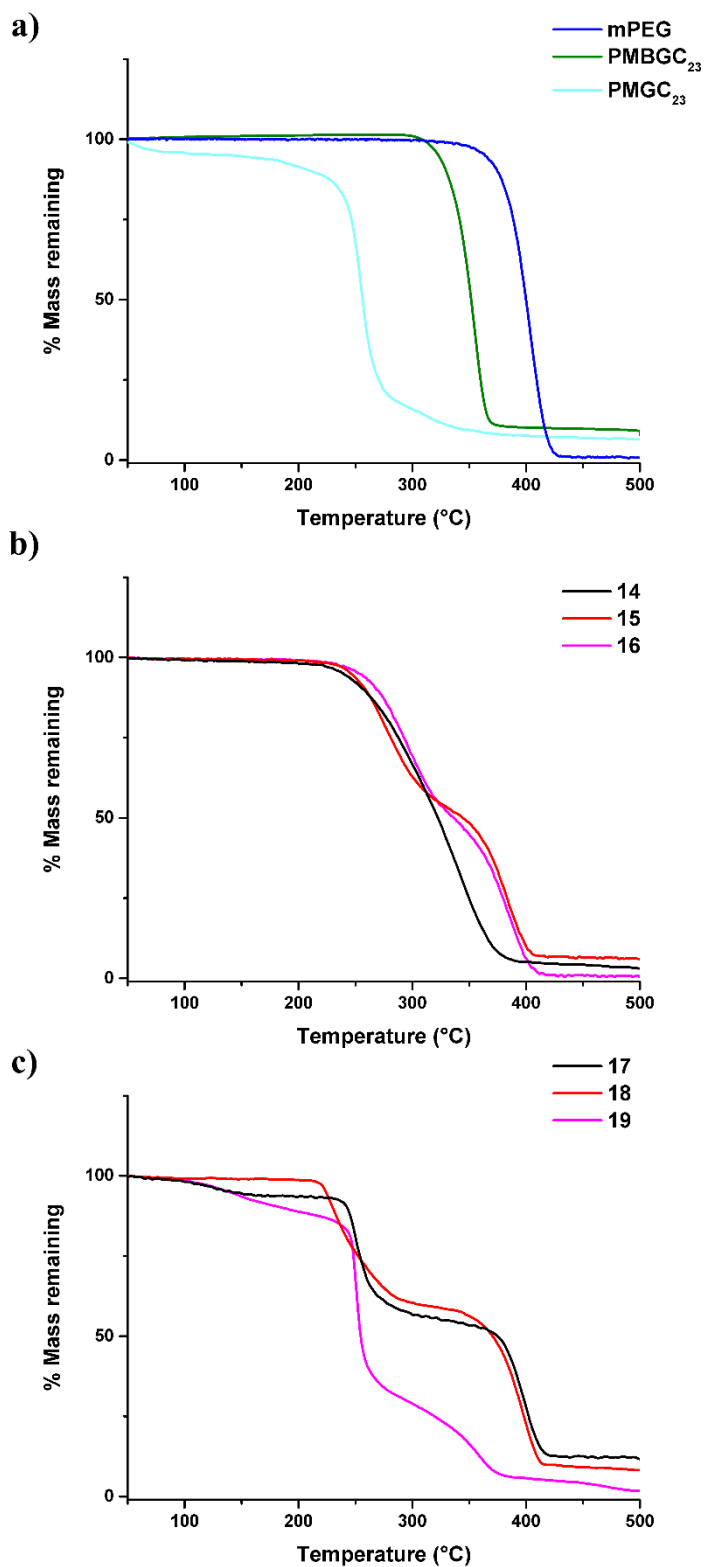 a)
mPEG
PMBGC₂₃
PMGC₂₃
100
50
0
% Mass remaining
100 200 300 400 500
Temperature (°C)
b)
14
15
16
100
50
0
% Mass remaining
100 200 300 400 500
Temperature (°C)
c)
17
18
19
100
50
0
% Mass remaining
100 200 300 400 500
Temperature (°C)